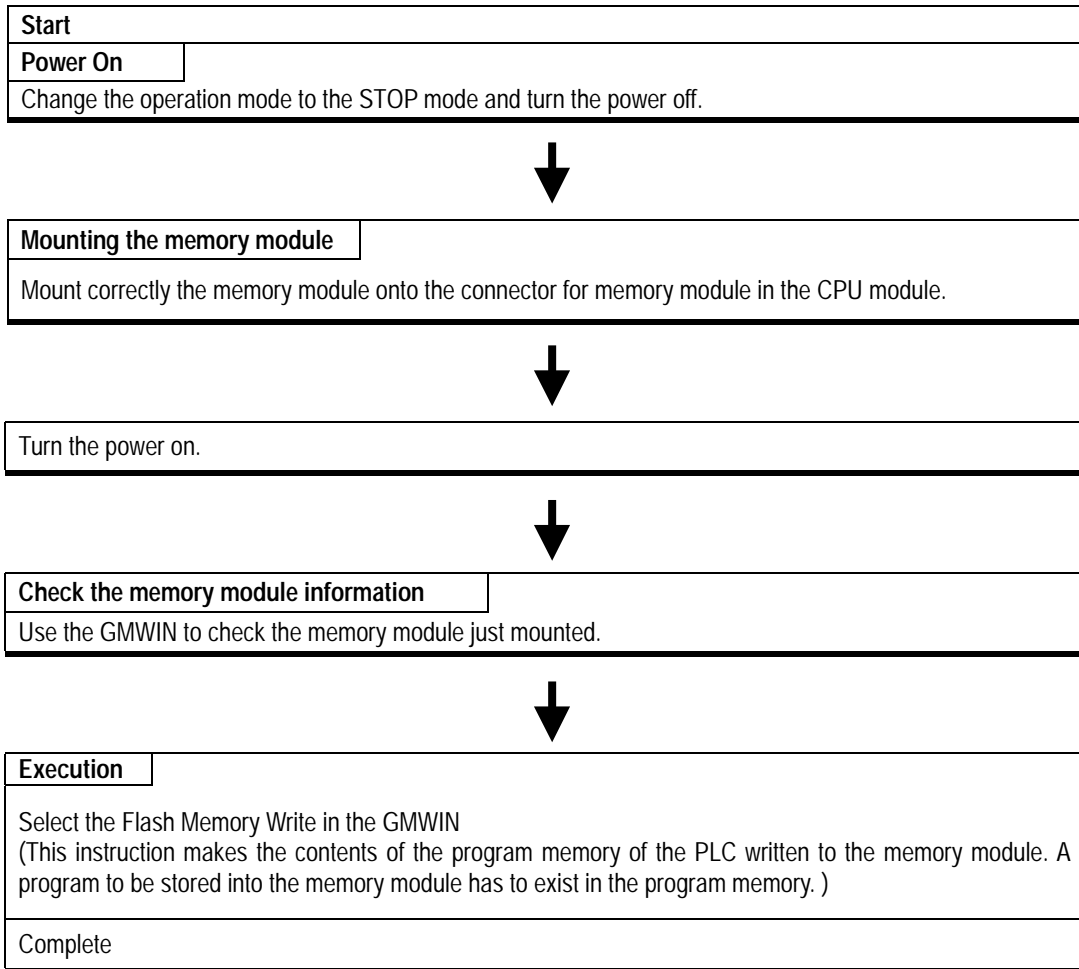 Start
Power On
Change the operation mode to the STOP mode and turn the power off.
Mounting the memory module
Mount correctly the memory module onto the connector for memory module in the CPU module.
Turn the power on.
Check the memory module information
Use the GMWIN to check the memory module just mounted.
Execution
Select the Flash Memory Write in the GMWIN
(This instruction makes the contents of the program memory of the PLC written to the memory module. A
program to be stored into the memory module has to exist in the program memory. )
Complete